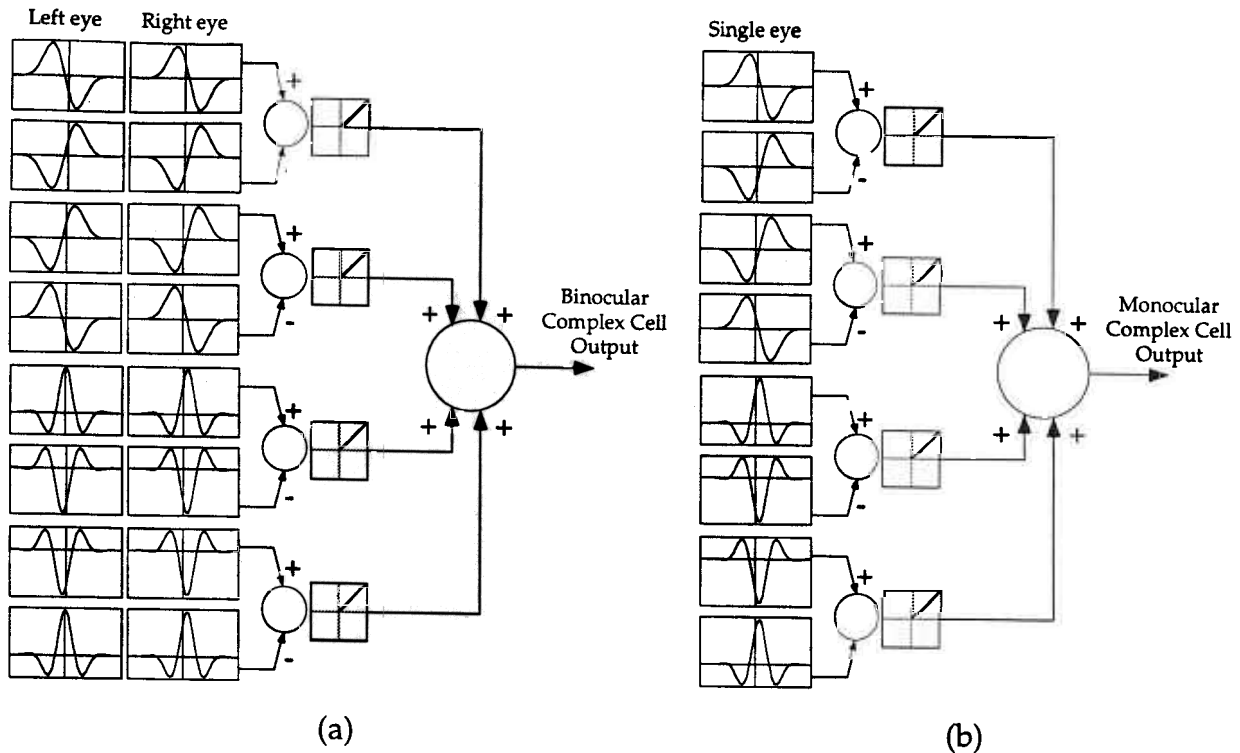 Left eye
Right eye
+
+
-
+
-
+
-
+
+
+
+
Binocular
Complex Cell
Output
(a)
Single eye
+
-
+
-
+
-
+
-
+
+
+
+
Monocular
Complex Cell
Output
(b)